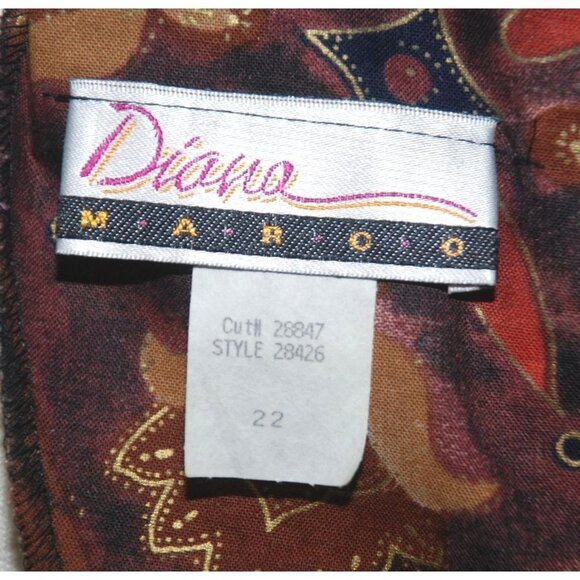 Diana
M·A·R·C·O
Cut# 28847
STYLE 28426
22